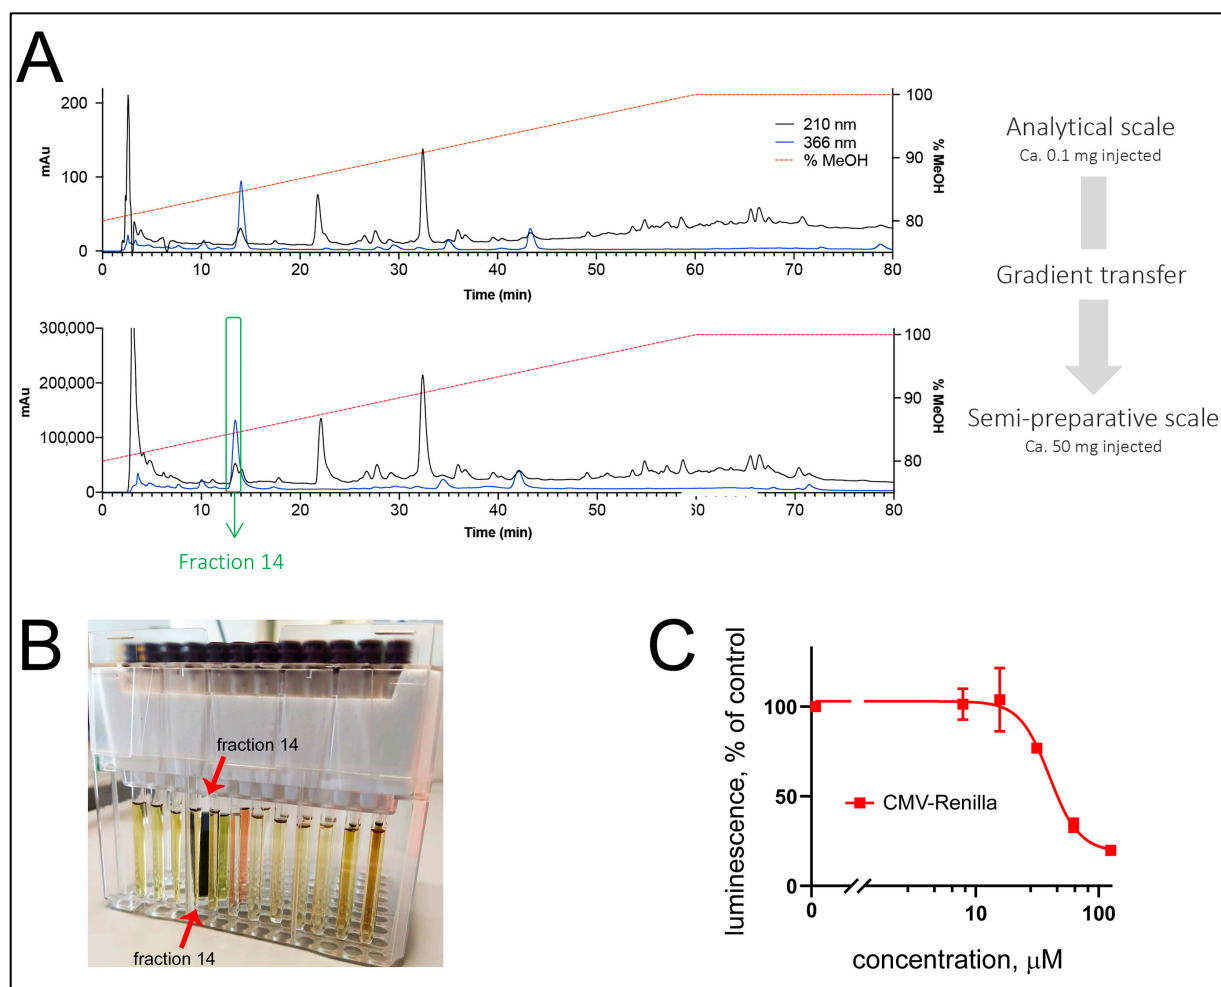 A
200
100
0
mAu
0 10 20 30 40 50 60 70 80
Time (min)
100
90
80
% MeOH
210 nm
366 nm
% MeOH
Analytical scale
Ca. 0.1 mg injected
Gradient transfer
Semi-preparative scale
Ca. 50 mg injected
300,000
200,000
100,000
0
mAu
0 10 20 30 40 50 60 70 80
Time (min)
100
90
80
% MeOH
Fraction 14
B
fraction 14
fraction 14
C
luminescence, % of control
100
50
0
CMV-Renilla
0 10 100
concentration, μM